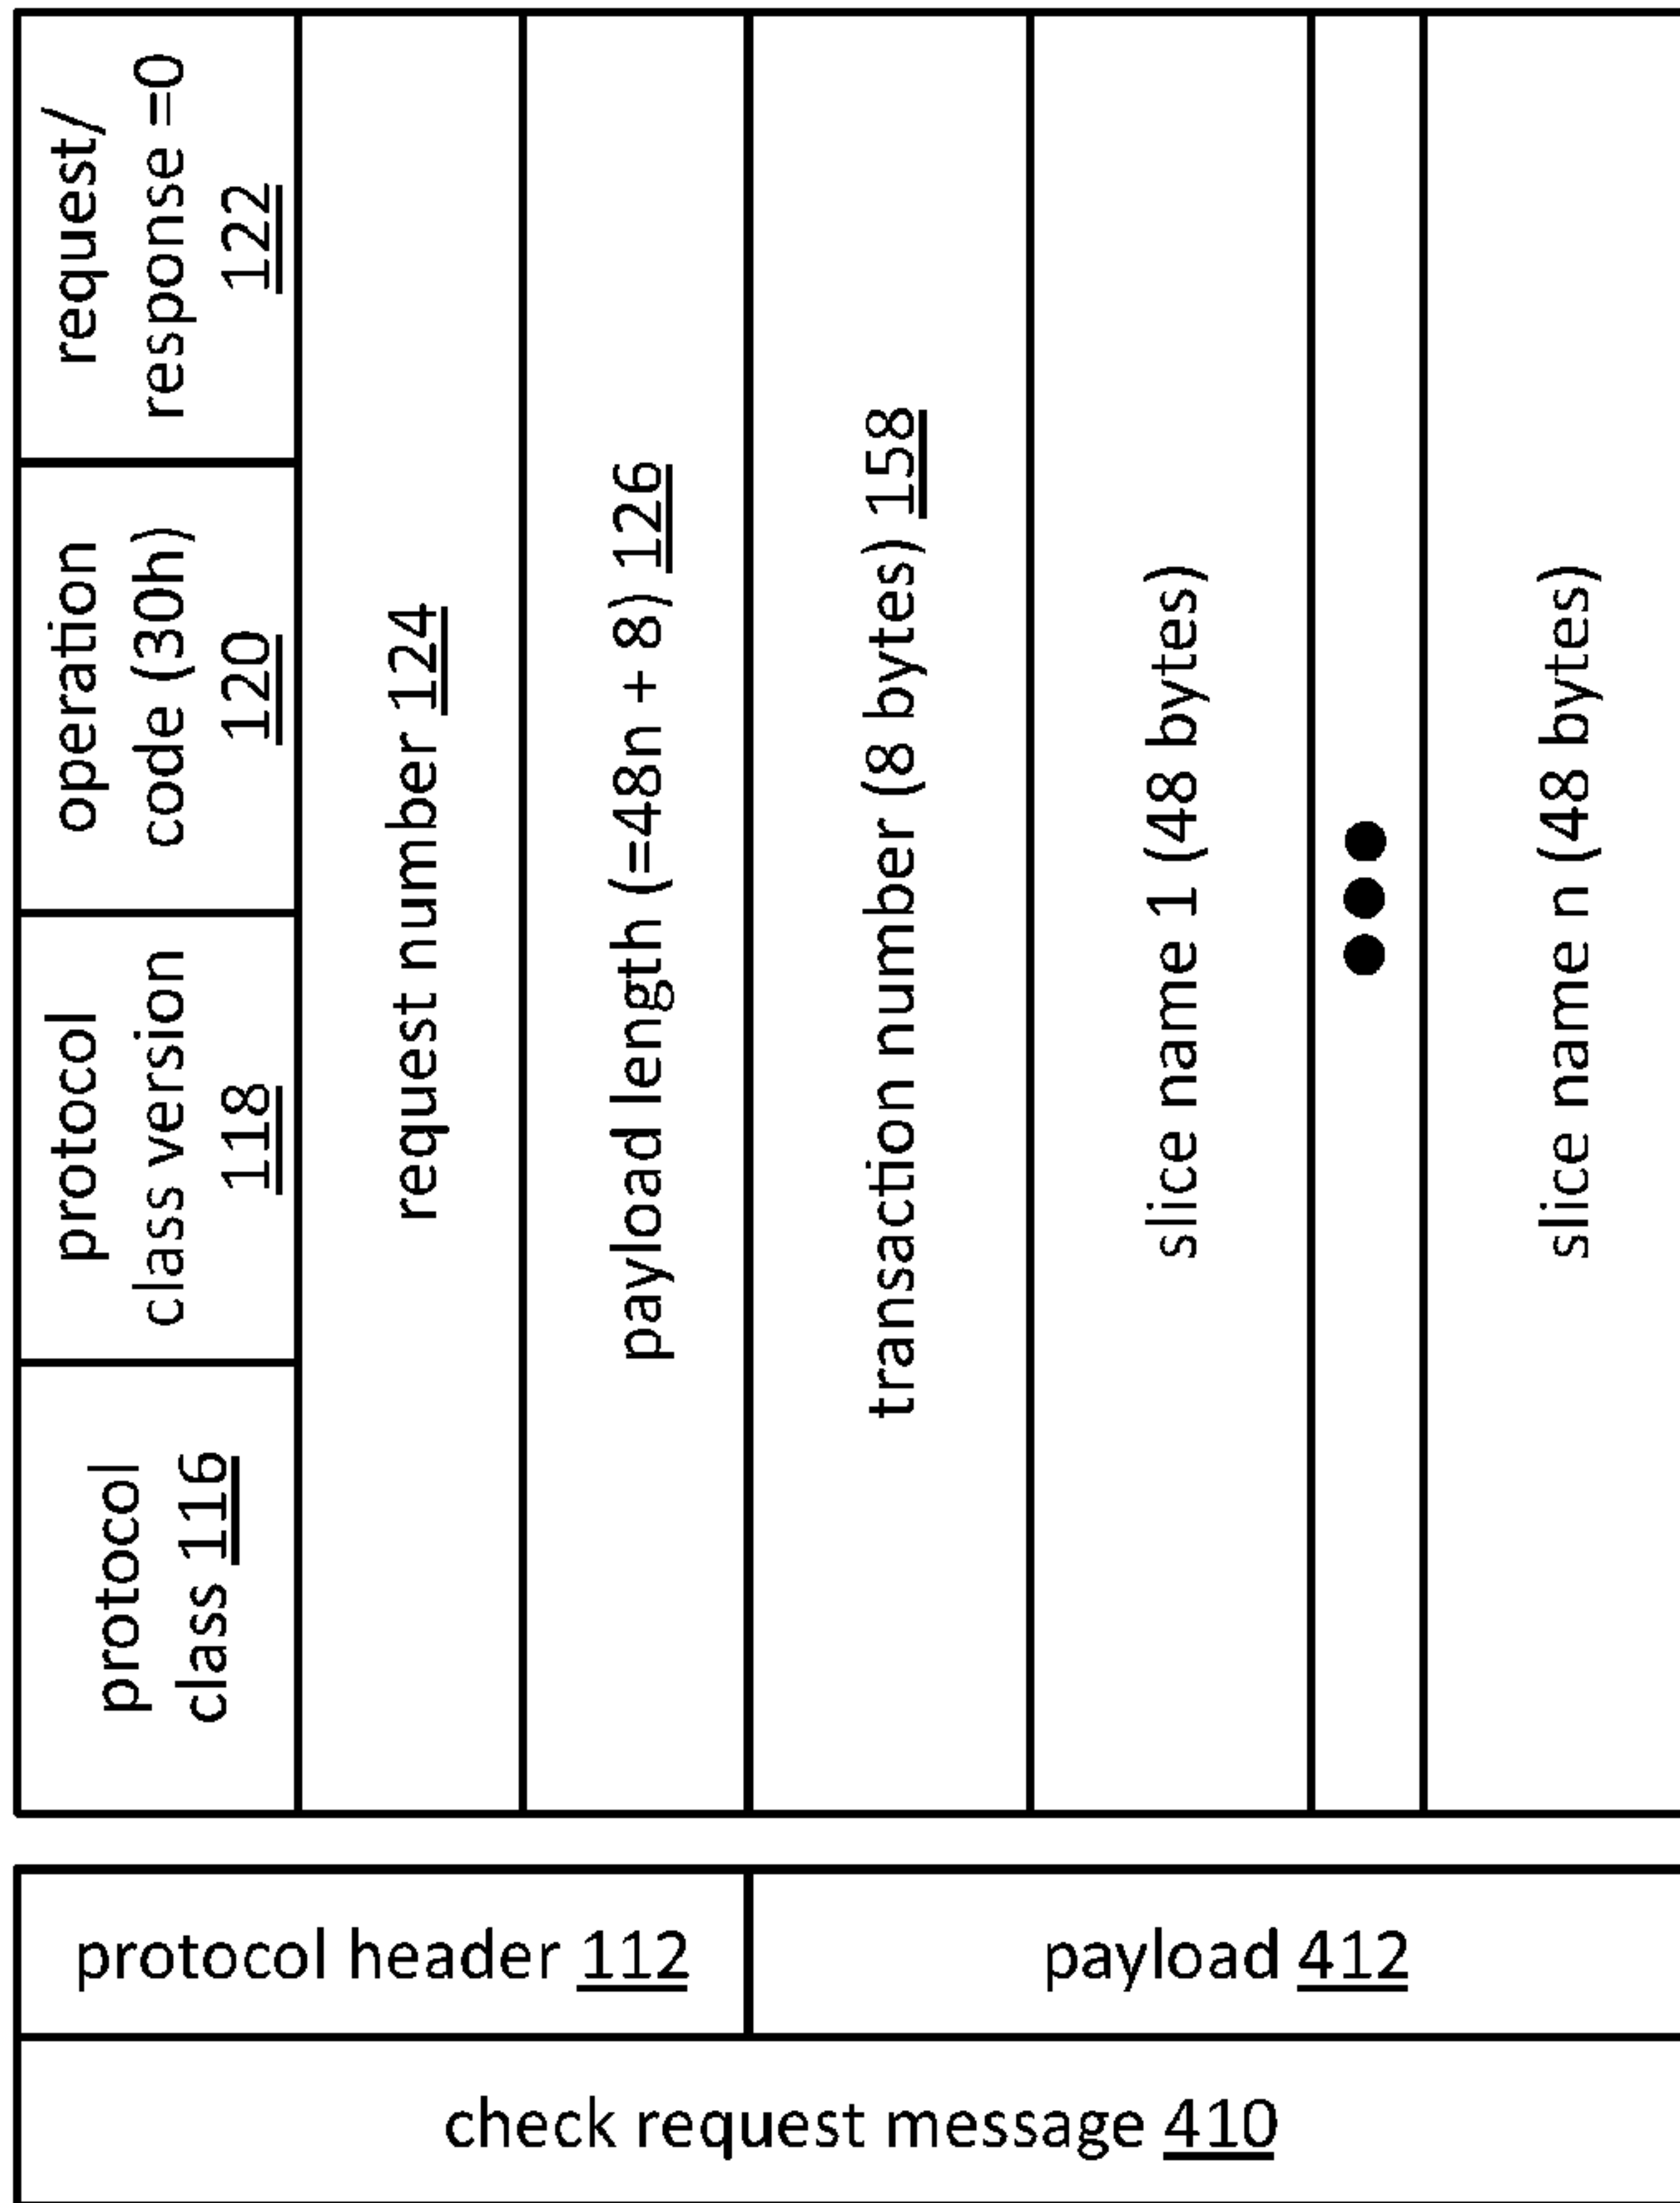 check request message 410
protocol header 112
payload 412
protocol
class 116
protocol
class version
118
operation
code (30h)
120
request/
response =0
122
request number 124
payload length (=48n + 8) 126
transaction number (8 bytes) 158
slice name 1 (48 bytes)
slice name n (48 bytes)